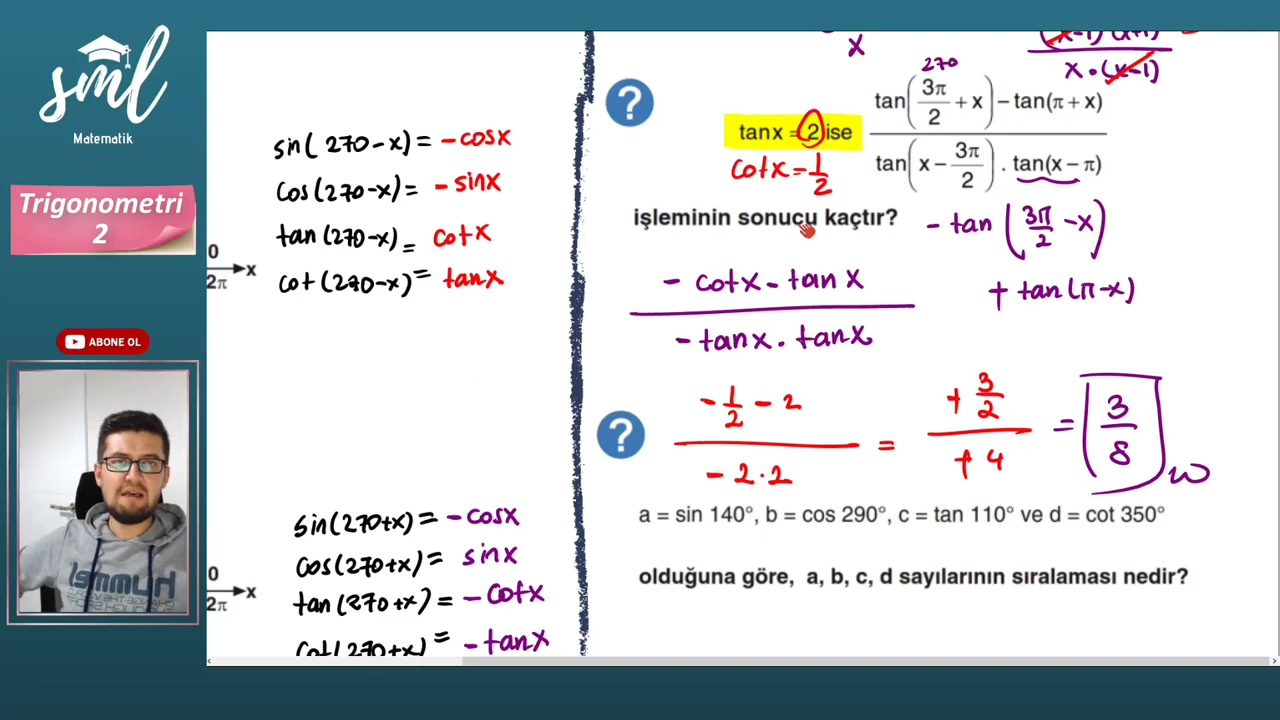 sml
Matematik
Trigonometri
2
0
2π
x
ABONE OL
0
2π
sin(270-x) = -cosx
cos(270-x) = -sinx
tan(270-x) = cotx
cot(270-x) = tanx
sin(270+x) = -cosx
cos(270+x) = sinx
tan(270+x) = -cotx
cot(270+x) = -tanx
x
x·(x-1)
?
270
tan x = 2 ise
tan(3π/2 + x) - tan(π + x)
tan(x - 3π/2) . tan(x - π)
cotx = 1/2
işleminin sonucu kaçtır?
-tan(3π/2 - x)
+ tan(π-x)
-cotx - tanx
-tanx · tanx
-1/2 - 2
-2·2
=
+3/2
+4
= 3/8
?
a = sin 140°, b = cos 290°, c = tan 110° ve d = cot 350°
olduğuna göre, a, b, c, d sayılarının sıralaması nedir?